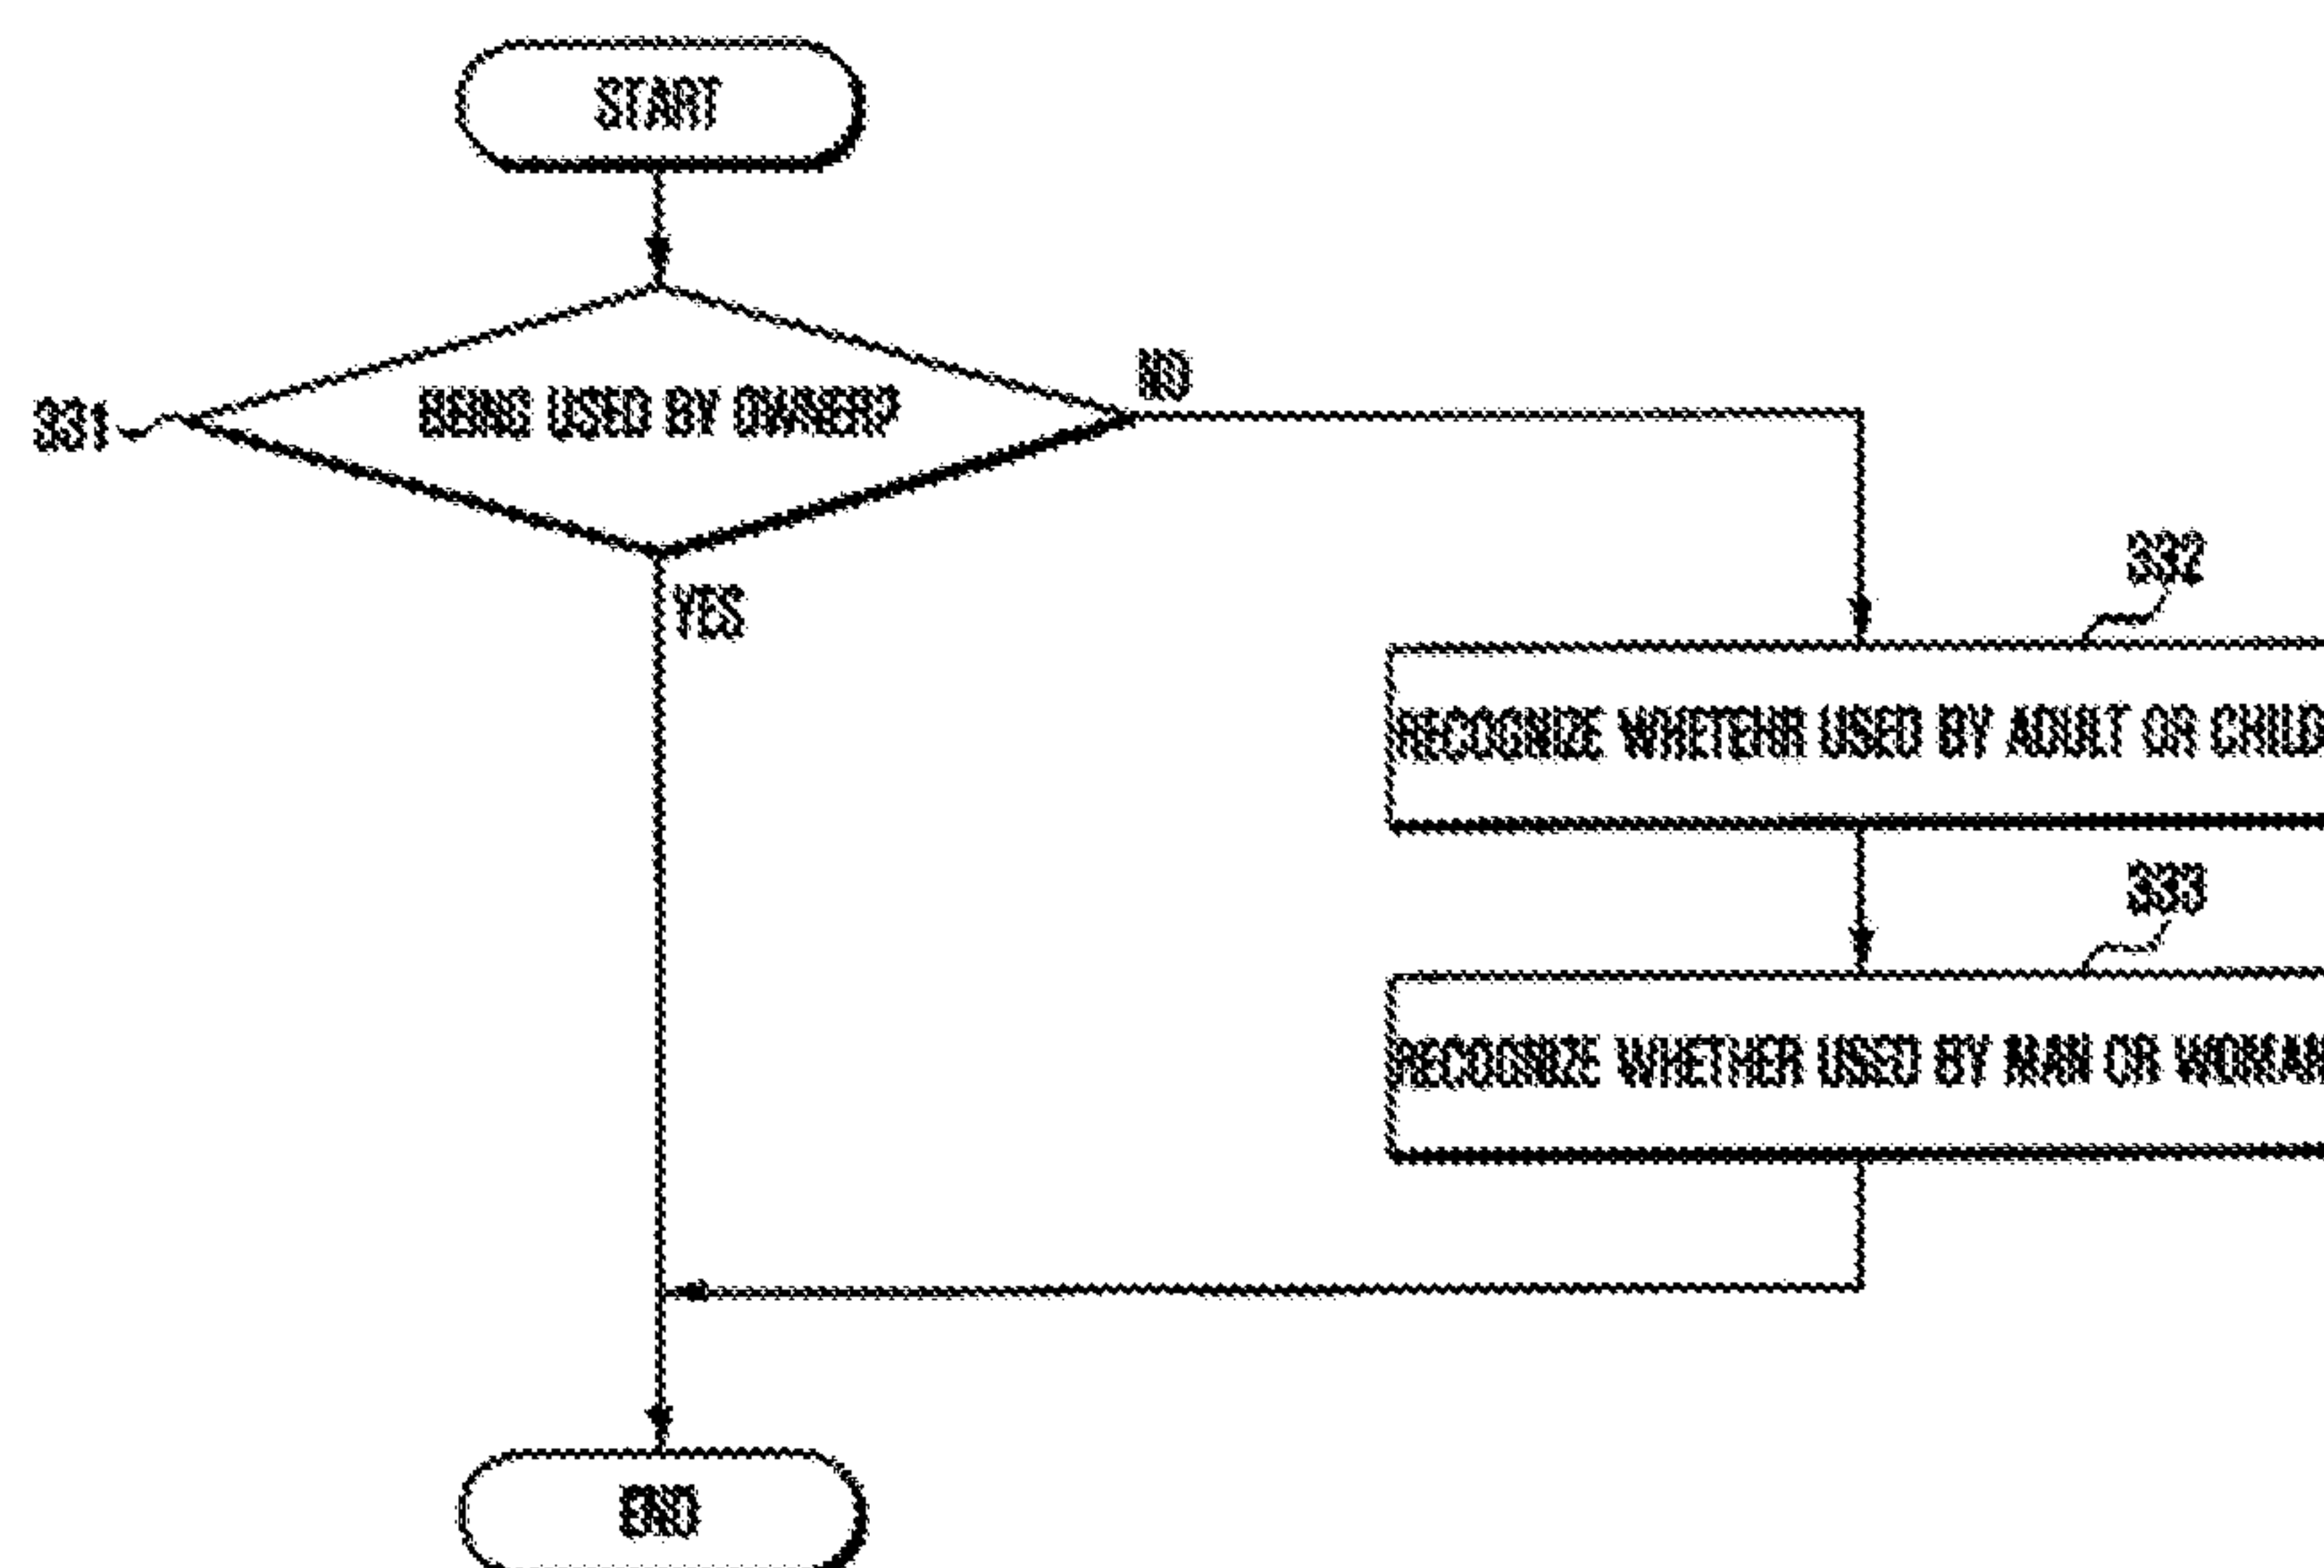 START
BEING USED BY OWNER?
NO
331
YES
332
RECOGNIZE WHETEHR USED BY ADULT OR CHILD
333
RECOGNIZE WHETHER USED BY MAN OR WOMAN
END